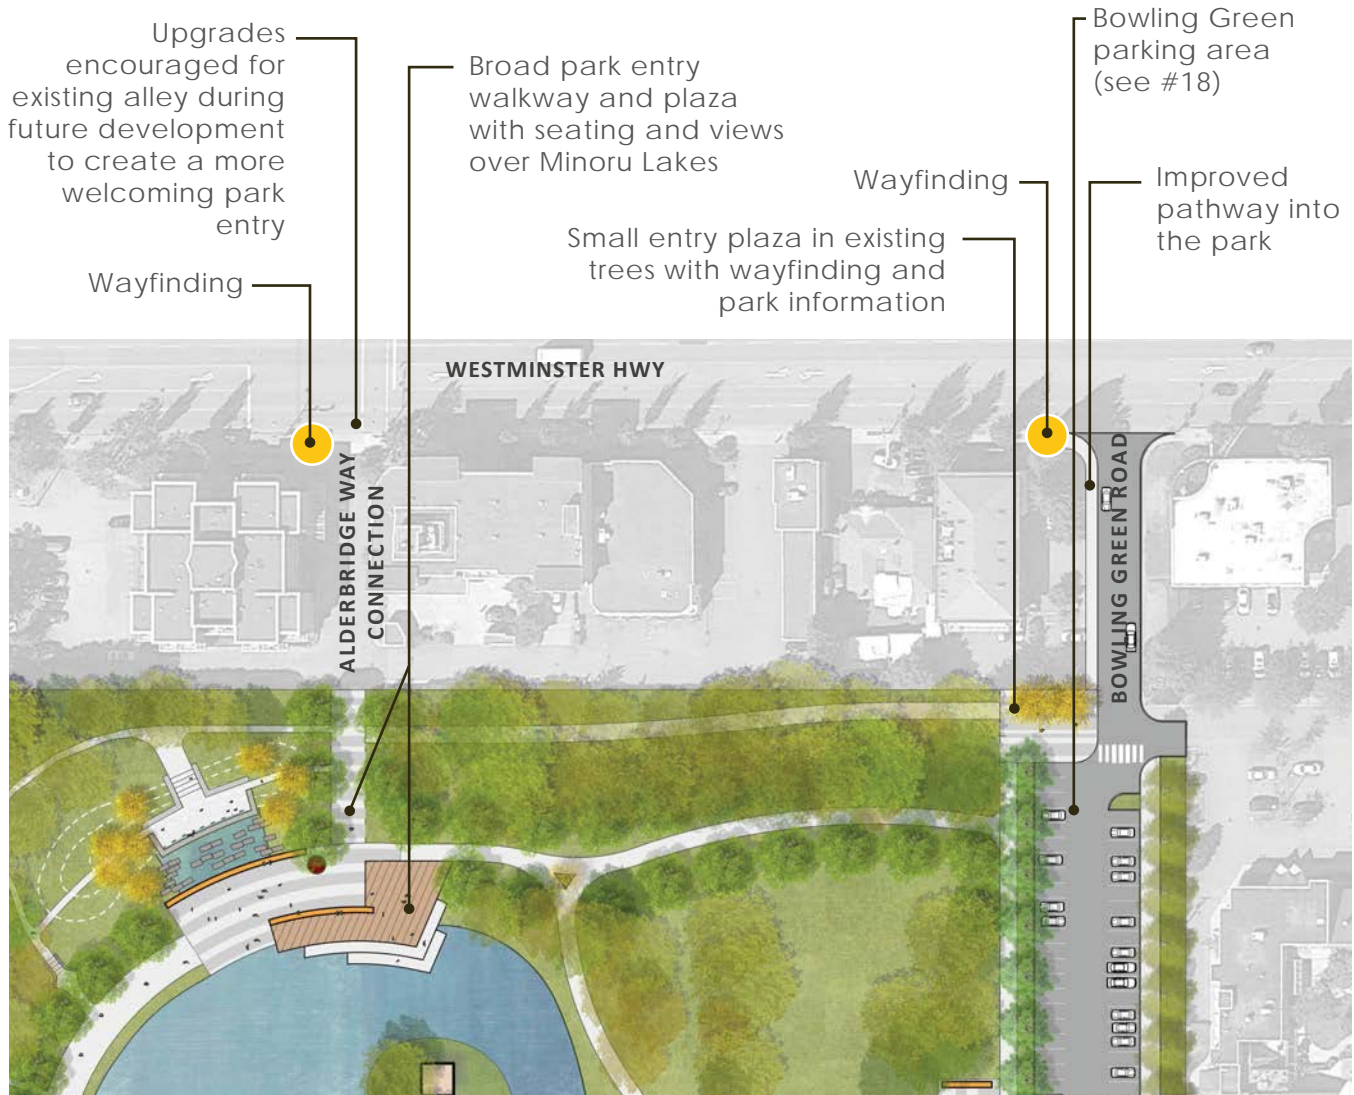 Upgrades
encouraged for
existing alley during
future development
to create a more
welcoming park
entry
Wayfinding
Broad park entry
walkway and plaza
with seating and views
over Minoru Lakes
Wayfinding
Small entry plaza in existing
trees with wayfinding and
park information
Bowling Green
parking area
(see #18)
Improved
pathway into
the park
WESTMINSTER HWY
ALDERBRIDGE WAY
CONNECTION
BOWLING GREEN ROAD